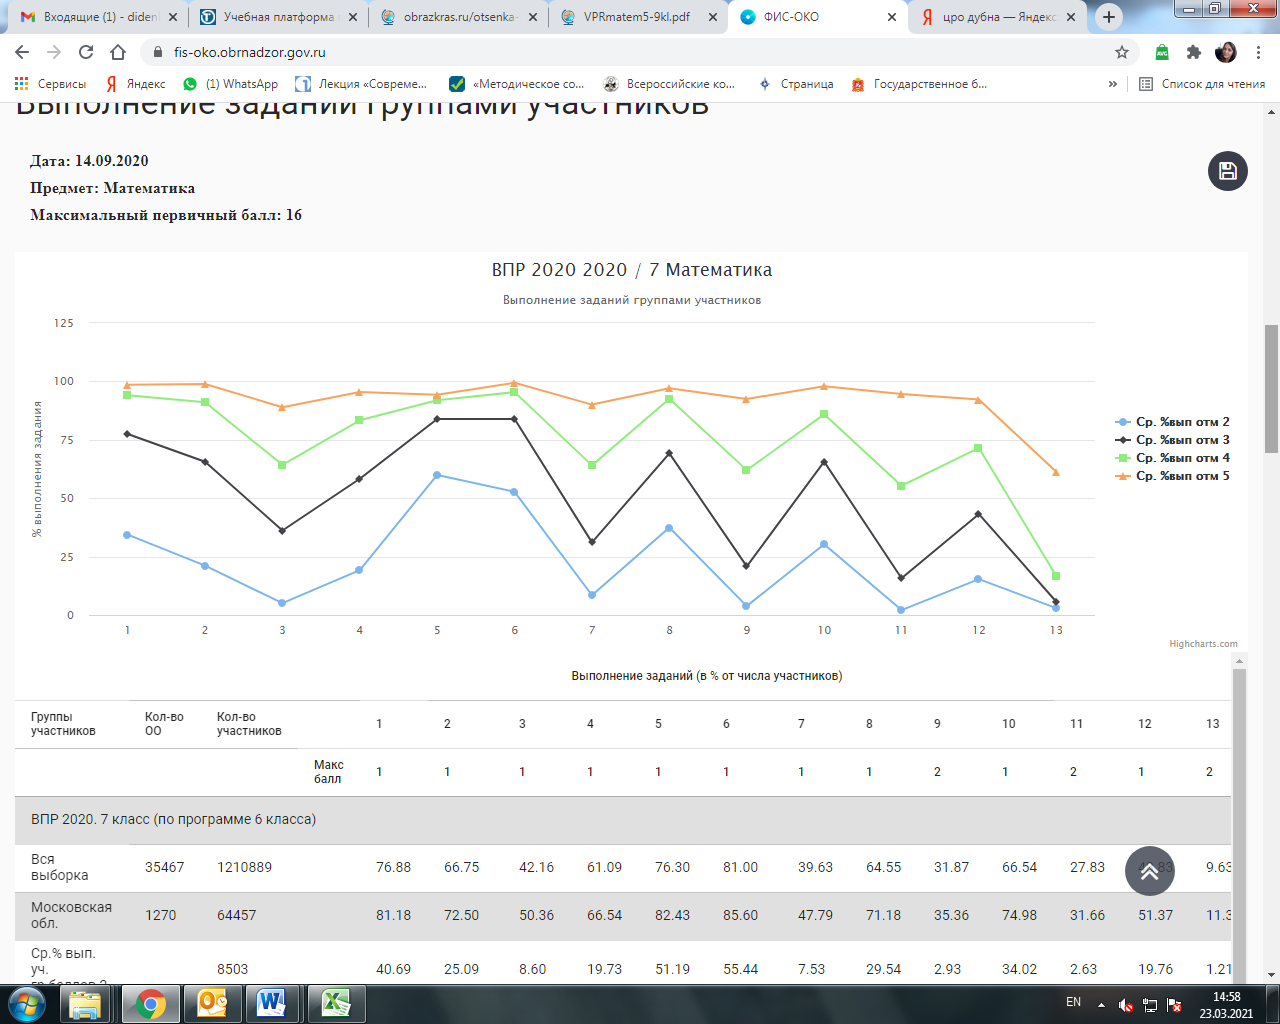 Входящие (1) - diden
Учебная платформа
obrazkras.ru/otsenka-
VPRmatem5-9kl.pdf
ФИС-ОКО
цро дубна — Яндекс
fis-oko.obrnadzor.gov.ru
Сервисы
Яндекс
(1) WhatsApp
Лекция «Совреме...
«Методическое со...
Всероссийские ко...
Страница
Государственное б...
»
Список для чтения
Выполнение заданий группами участников
Дата: 14.09.2020
Предмет: Математика
Максимальный первичный балл: 16
ВПР 2020 2020 / 7 Математика
Выполнение заданий группами участников
% выполнения задания
125
100
75
50
25
0
1 2 3 4 5 6 7 8 9 10 11 12 13
Ср. %вып отм 2
Ср. %вып отм 3
Ср. %вып отм 4
Ср. %вып отм 5
Highcharts.com
Выполнение заданий (в % от числа участников)
Группы участников Кол-во ОО Кол-во участников 1 2 3 4 5 6 7 8 9 10 11 12 13
Макс балл 1 1 1 1 1 1 1 1 2 1 2 1 2
ВПР 2020. 7 класс (по программе 6 класса)
Вся выборка 35467 1210889 76.88 66.75 42.16 61.09 76.30 81.00 39.63 64.55 31.87 66.54 27.83 9.63
Московская обл. 1270 64457 81.18 72.50 50.36 66.54 82.43 85.60 47.79 71.18 35.36 74.98 31.66 51.37 11.3
Ср.% вып. уч. гр.баллов 2 8503 40.69 25.09 8.60 19.73 51.19 55.44 7.53 29.54 2.93 34.02 2.63 19.76 1.21
EN
14:58
23.03.2021